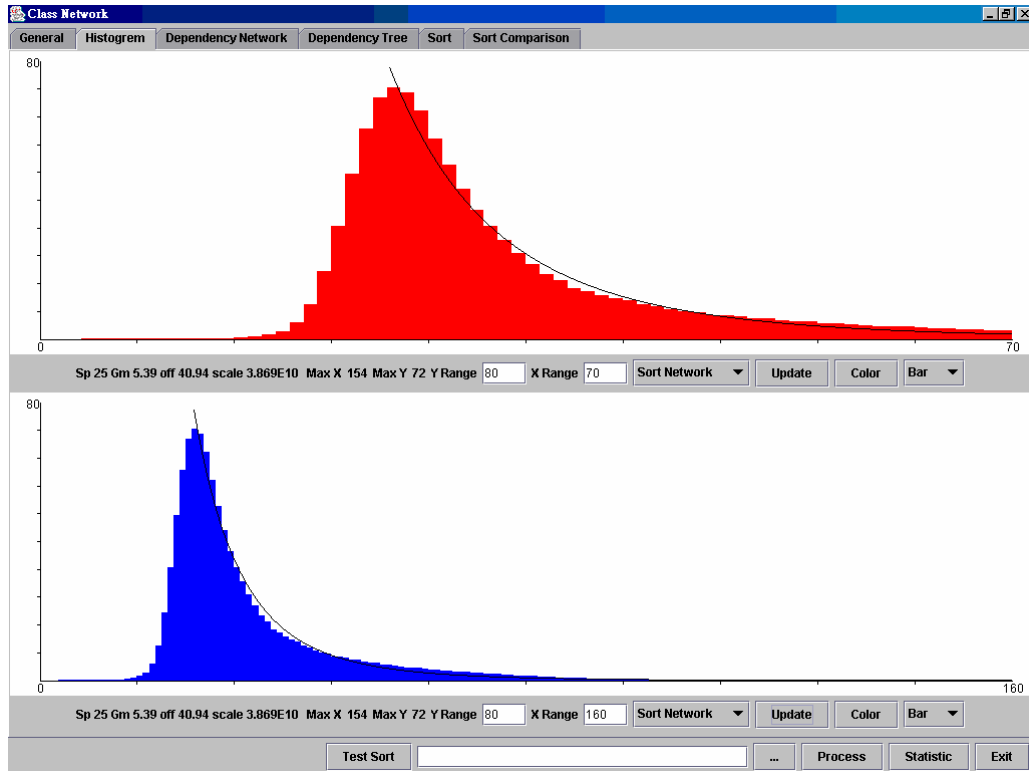 Class Network
General Histogrem Dependency Network Dependency Tree Sort Sort Comparison
80
0 70
Sp 25 Gm 5.39 off 40.94 scale 3.869E10 Max X 154 Max Y 72 Y Range 80 X Range 70 Sort Network Update Color Bar
80
0 160
Sp 25 Gm 5.39 off 40.94 scale 3.869E10 Max X 154 Max Y 72 Y Range 80 X Range 160 Sort Network Update Color Bar
Test Sort ... Process Statistic Exit